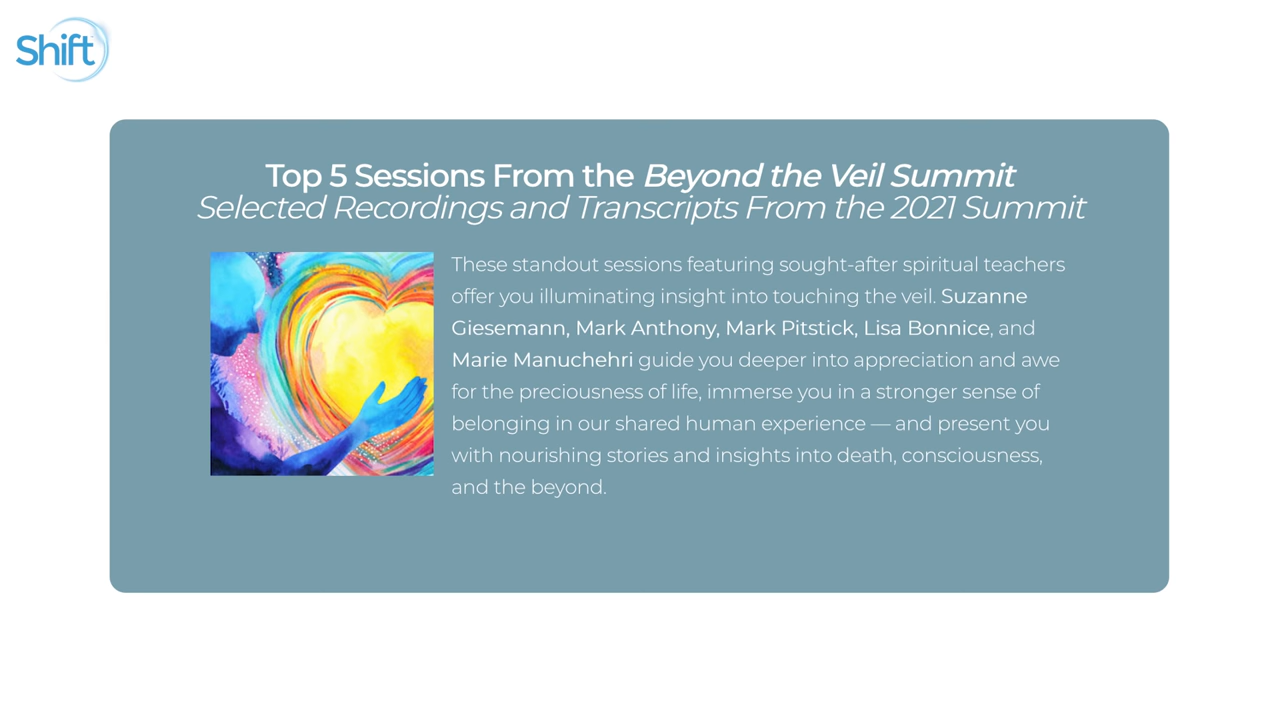 Shift
Top 5 Sessions From the Beyond the Veil Summit
Selected Recordings and Transcripts From the 2021 Summit
These standout sessions featuring sought-after spiritual teachers
offer you illuminating insight into touching the veil. Suzanne
Giesemann, Mark Anthony, Mark Pitstick, Lisa Bonnice, and
Marie Manuchehri guide you deeper into appreciation and awe
for the preciousness of life, immerse you in a stronger sense of
belonging in our shared human experience — and present you
with nourishing stories and insights into death, consciousness,
and the beyond.